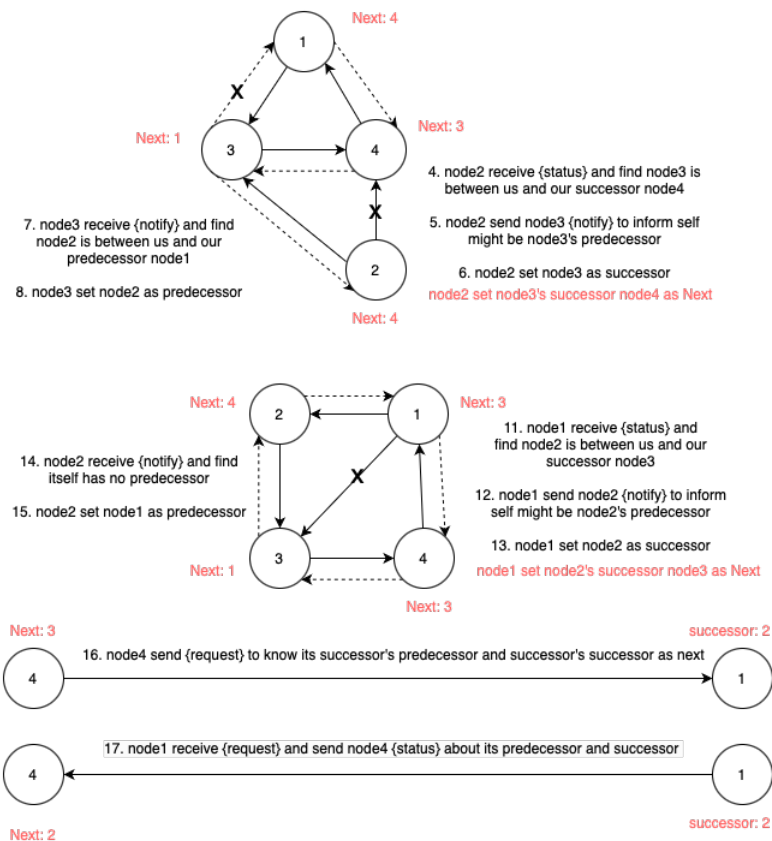 Next: 4
1
X
Next: 1
3
4
Next: 3
X
2
Next: 4
4. node2 receive {status} and find node3 is
between us and our successor node4
5. node2 send node3 {notify} to inform self
might be node3's predecessor
6. node2 set node3 as successor
node2 set node3's successor node4 as Next
7. node3 receive {notify} and find
node2 is between us and our
predecessor node1
8. node3 set node2 as predecessor
Next: 4
2
1
Next: 3
X
3
4
Next: 1
Next: 3
11. node1 receive {status} and
find node2 is between us and our
successor node3
12. node1 send node2 {notify} to inform
self might be node2's predecessor
13. node1 set node2 as successor
node1 set node2's successor node3 as Next
14. node2 receive {notify} and find
itself has no predecessor
15. node2 set node1 as predecessor
Next: 3
successor: 2
4
16. node4 send {request} to know its successor's predecessor and successor's successor as next
1
4
17. node1 receive {request} and send node4 {status} about its predecessor and successor
1
Next: 2
successor: 2